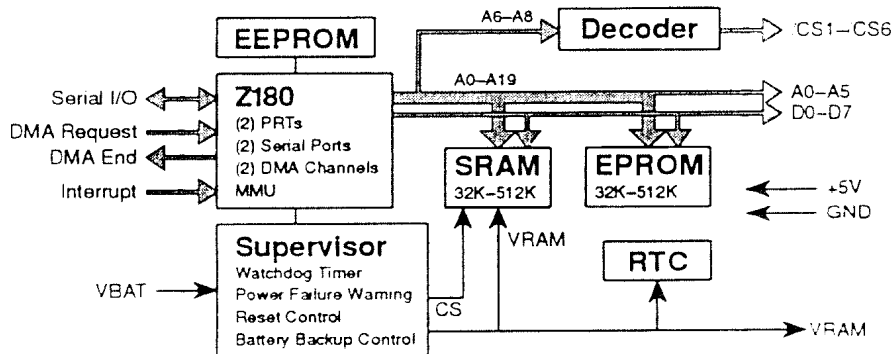 EEPROM
A6–A8
Decoder
/CS1–CS6
Z180
(2) PRTs
(2) Serial Ports
(2) DMA Channels
MMU
Serial I/O
DMA Request
DMA End
Interrupt
A0–A19
A0–A5
D0–D7
SRAM
32K–512K
EPROM
32K–512K
+5V
GND
Supervisor
Watchdog Timer
Power Failure Warning
Reset Control
Battery Backup Control
VBAT
CS
VRAM
RTC
VRAM